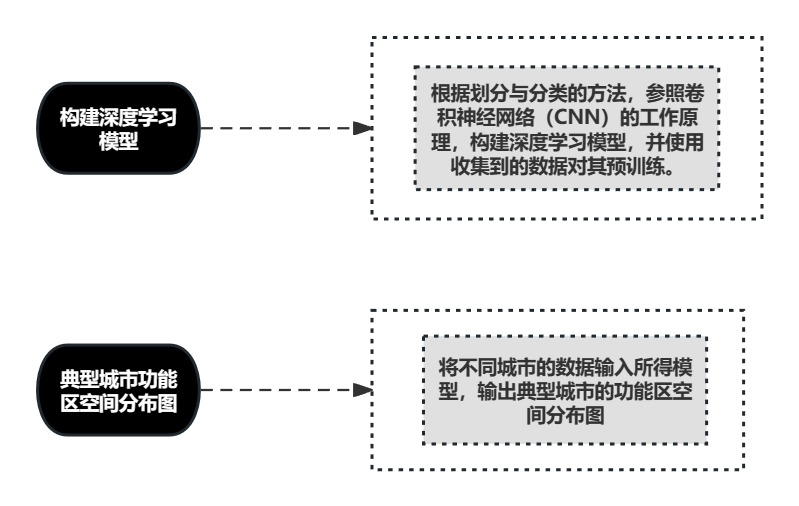 构建深度学习
模型
根据划分与分类的方法，参照卷
积神经网络（CNN）的工作原
理，构建深度学习模型，并使用
收集到的数据对其预训练。
典型城市功能
区空间分布图
将不同城市的数据输入所得模
型，输出典型城市的功能区空
间分布图